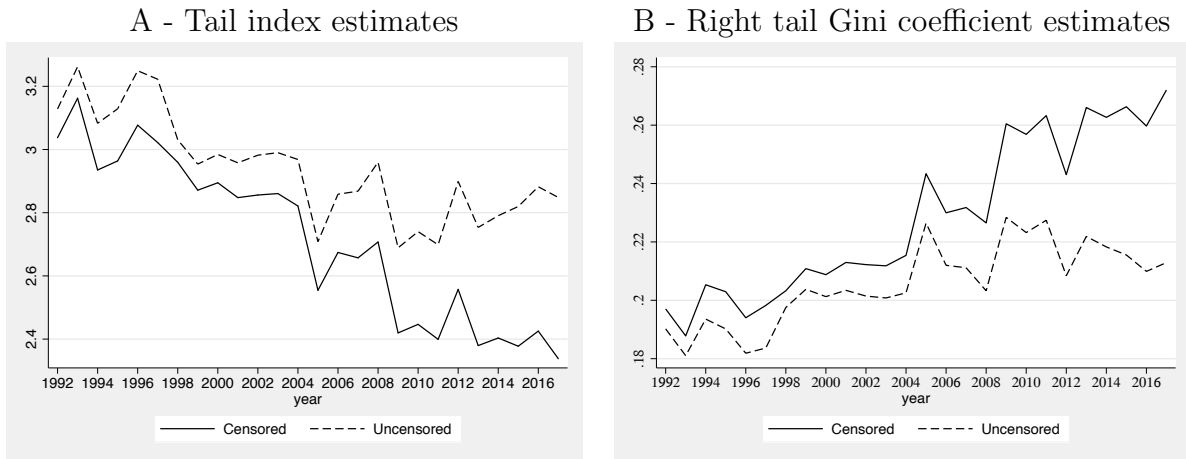 A - Tail index estimates
3.2
3
2.8
2.6
2.4
1992 1994 1996 1998 2000 2002 2004 2006 2008 2010 2012 2014 2016
year
Censored Uncensored
B - Right tail Gini coefficient estimates
.28
.26
.24
.22
.2
.18
1992 1994 1996 1998 2000 2002 2004 2006 2008 2010 2012 2014 2016
year
Censored Uncensored